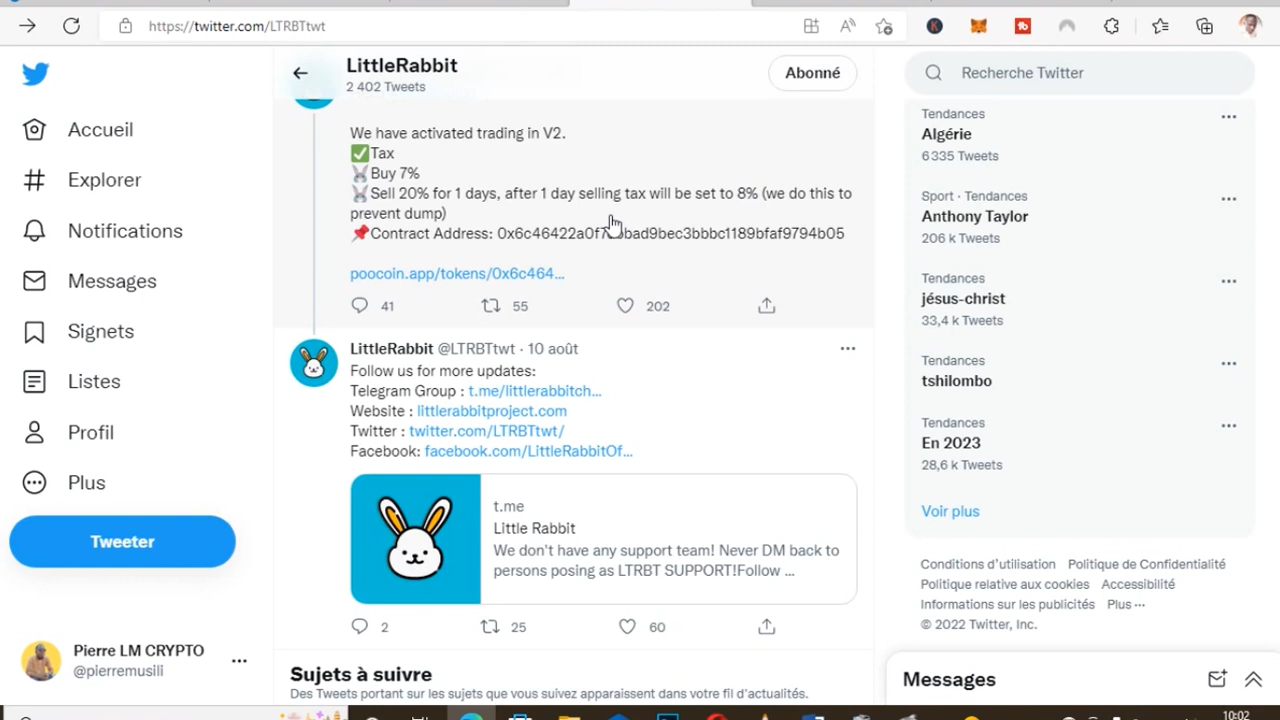 https://twitter.com/LTRBTtwt
LittleRabbit
2 402 Tweets
Abonné
Recherche Twitter
Accueil
Explorer
Notifications
Messages
Signets
Listes
Profil
Plus
Tweeter
Pierre LM CRYPTO
@pierremusili
We have activated trading in V2.
✅Tax
🐰Buy 7%
🐰Sell 20% for 1 days, after 1 day selling tax will be set to 8% (we do this to
prevent dump)
📌Contract Address:
poocoin.app/tokens/0x6c464...
41 55 202
LittleRabbit @LTRBTtwt · 10 août
Follow us for more updates:
Telegram Group : t.me/littlerabbitch...
Website : littlerabbitproject.com
Twitter : twitter.com/LTRBTtwt/
Facebook: facebook.com/LittleRabbitOf...
t.me
Little Rabbit
We don't have any support team! Never DM back to
persons posing as LTRBT SUPPORT!Follow ...
2 25 60
Sujets à suivre
Des Tweets portant sur les sujets que vous suivez apparaissent dans votre fil d'actualités.
Tendances
Algérie
6 335 Tweets
Sport · Tendances
Anthony Taylor
206 k Tweets
Tendances
jésus-christ
33,4 k Tweets
Tendances
tshilombo
Tendances
En 2023
28,6 k Tweets
Voir plus
Conditions d'utilisation Politique de Confidentialité
Politique relative aux cookies Accessibilité
Informations sur les publicités Plus ···
© 2022 Twitter, Inc.
Messages
10:02